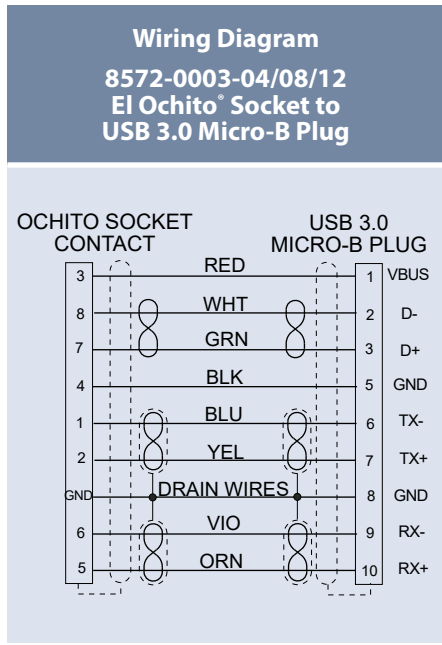 Wiring Diagram
8572-0003-04/08/12
El Ochito® Socket to
USB 3.0 Micro-B Plug
OCHITO SOCKET
CONTACT
USB 3.0
MICRO-B PLUG
3 RED 1 VBUS
8 WHT 2 D-
7 GRN 3 D+
4 BLK 5 GND
1 BLU 6 TX-
2 YEL 7 TX+
GND DRAIN WIRES 8 GND
6 VIO 9 RX-
5 ORN 10 RX+